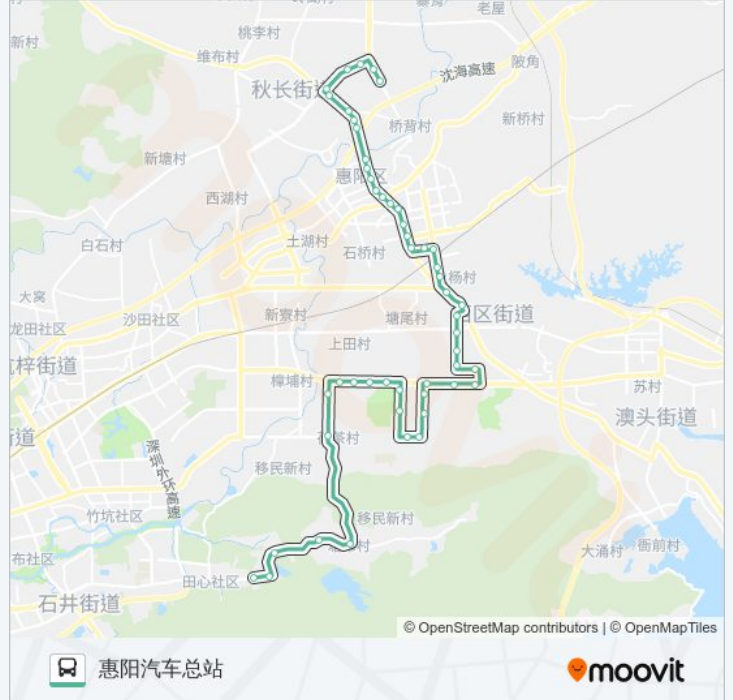 老屋
新村
桃李村
维布村
沈海高速
陂角
秋长街道
新桥村
桥背村
新塘村
惠阳区
西湖村
土湖村
白石村
石桥村
杨村
大窝
新寮村
塘尾村
区街道
龙田社区
沙田社区
上田村
坑梓街道
樟埔村
苏村
澳头街道
街道
茶村
深圳外环高速
移民新村
竹坑社区
移民新村
布社区
村
大涌村
衙前村
田心社区
石井街道
© OpenStreetMap contributors | © OpenMapTiles
惠阳汽车总站
moovit